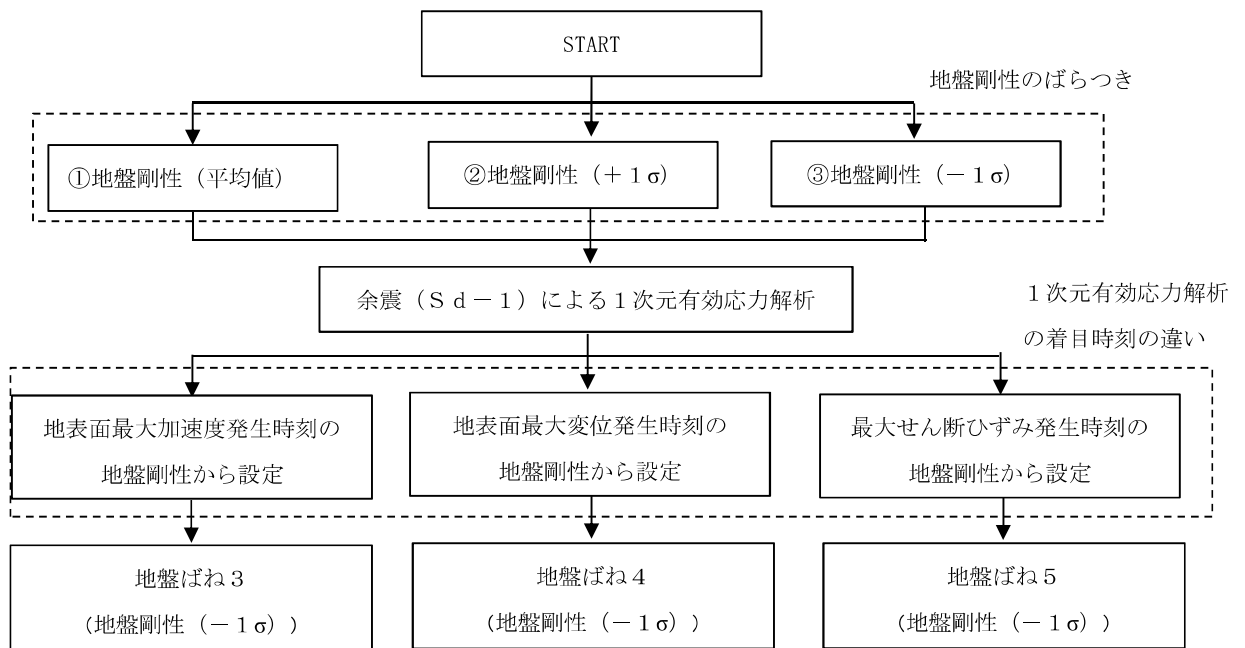 START
地盤剛性のばらつき
①地盤剛性（平均値）
②地盤剛性（＋１σ）
③地盤剛性（－１σ）
余震（Ｓｄ－１）による１次元有効応力解析
１次元有効応力解析
の着目時刻の違い
地表面最大加速度発生時刻の
地盤剛性から設定
地表面最大変位発生時刻の
地盤剛性から設定
最大せん断ひずみ発生時刻の
地盤剛性から設定
地盤ばね３
（地盤剛性（－１σ））
地盤ばね４
（地盤剛性（－１σ））
地盤ばね５
（地盤剛性（－１σ））